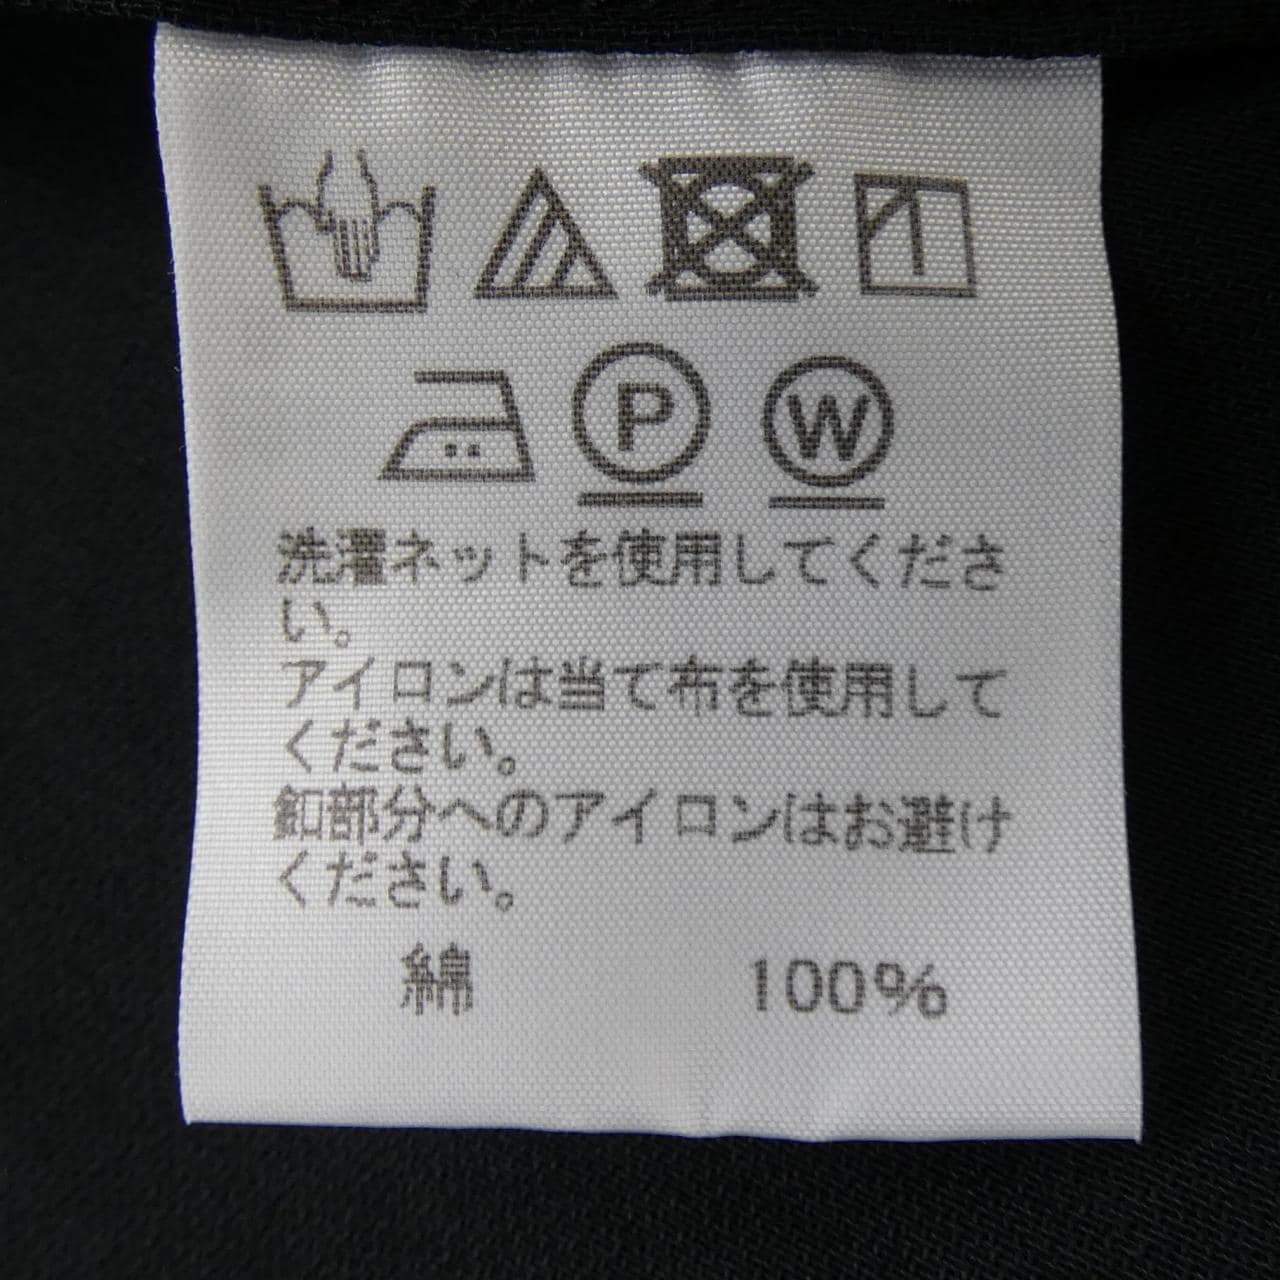 P W
洗濯ネットを使用してくださ
い。
アイロンは当て布を使用して
ください。
釦部分へのアイロンはお避け
ください。
綿 100%